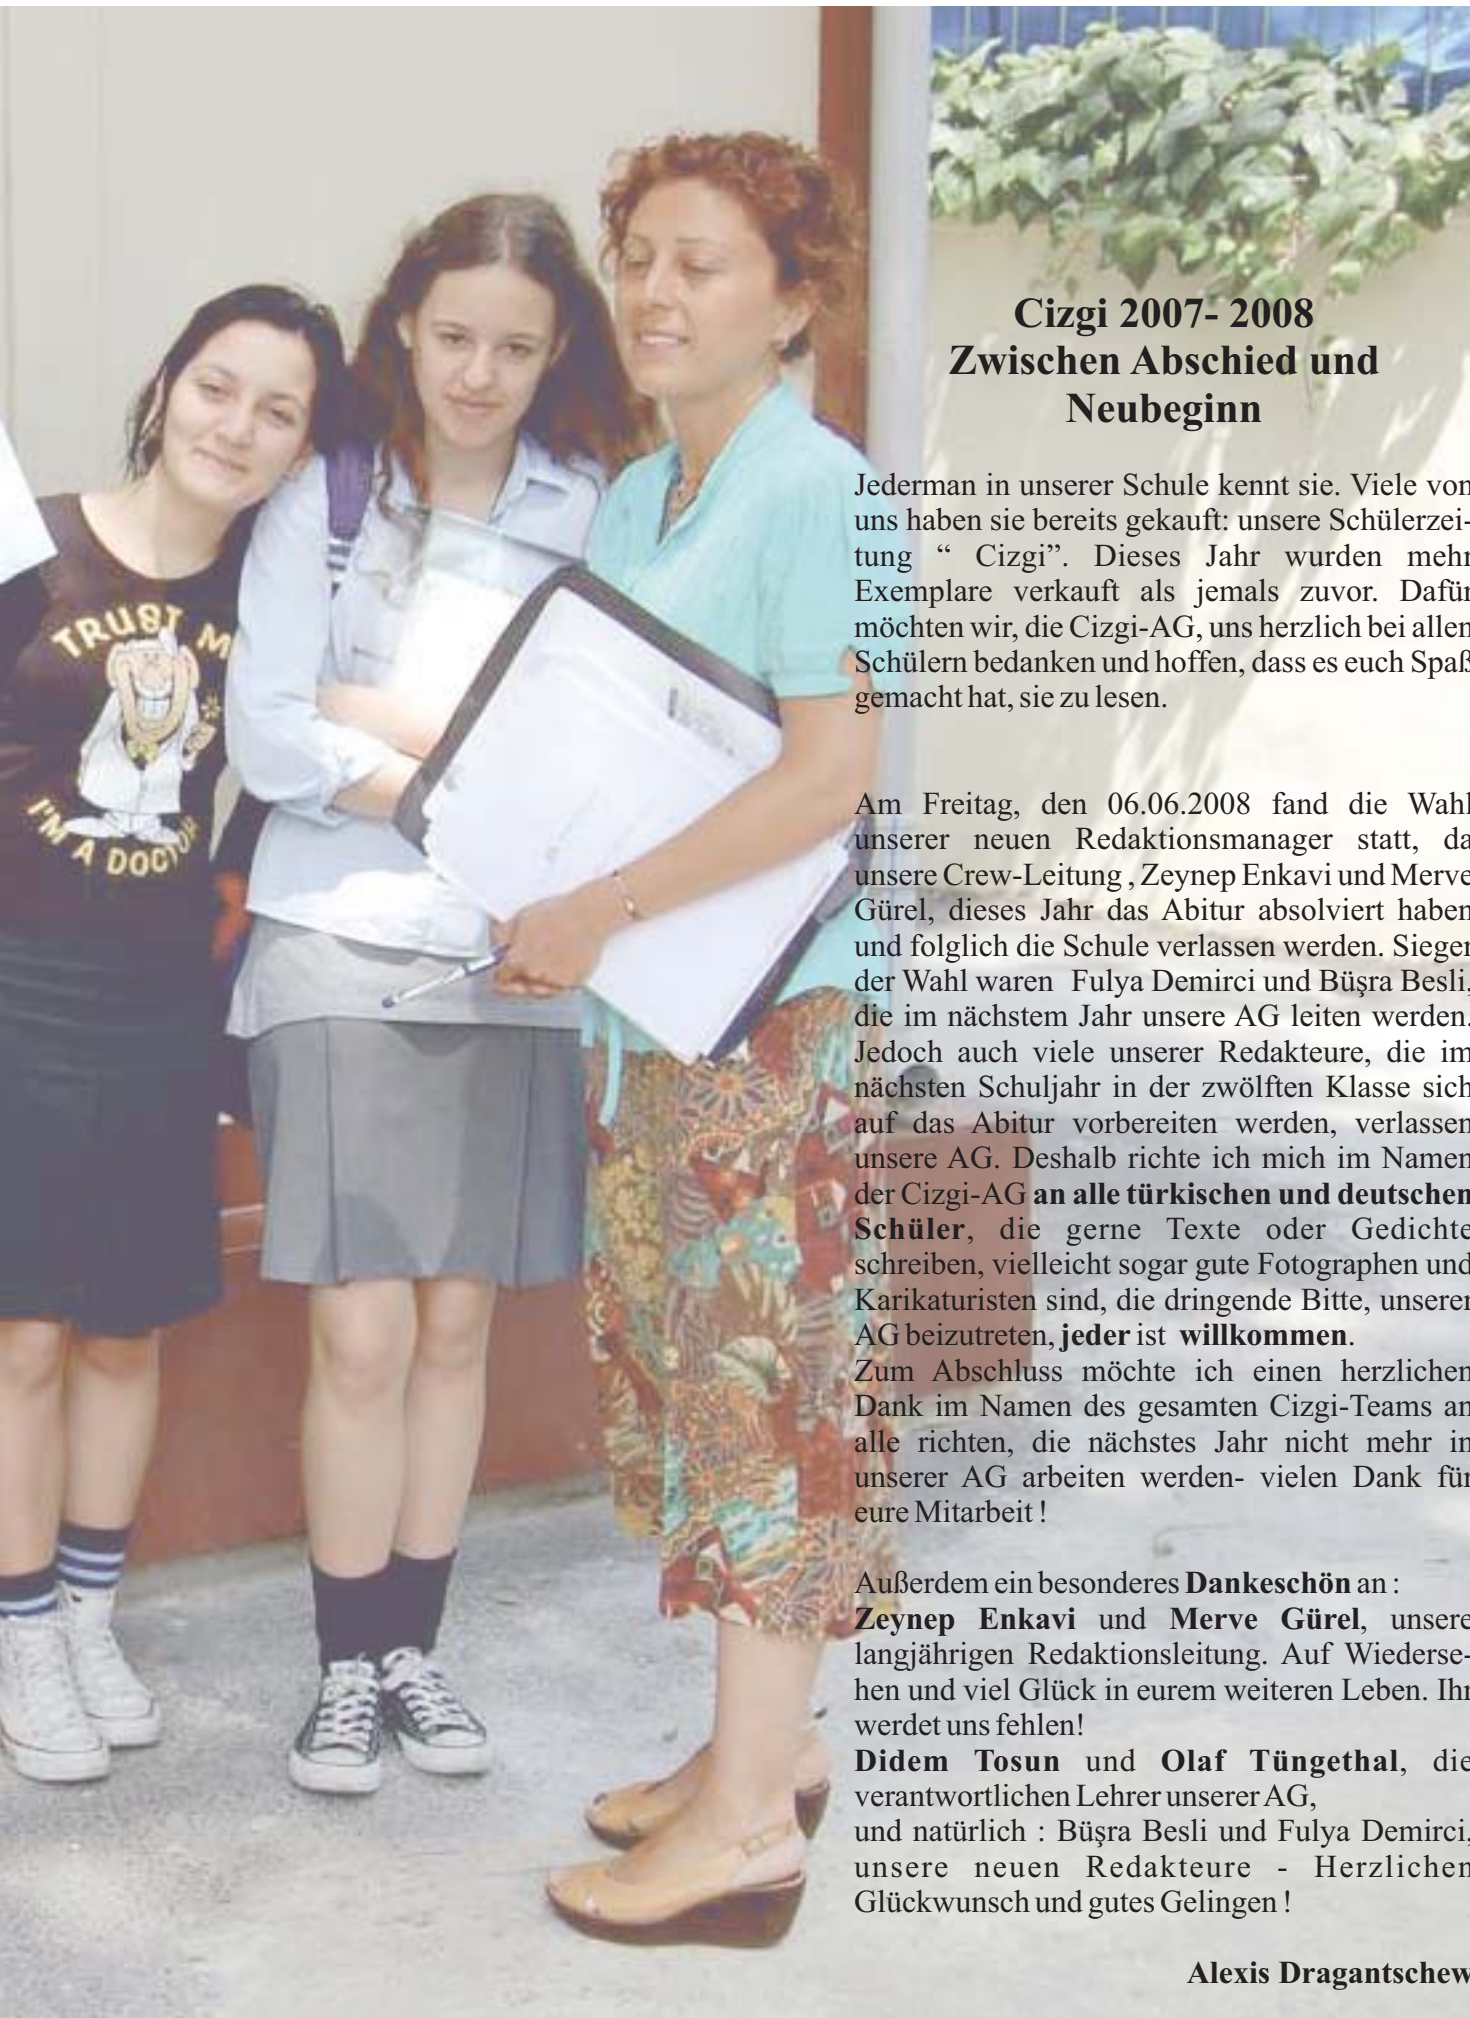 TRUST M
I'M A DOCTOR
Cizgi 2007- 2008
Zwischen Abschied und
Neubeginn
Jederman in unserer Schule kennt sie. Viele von
uns haben sie bereits gekauft: unsere Schülerzei-
tung “ Cizgi”. Dieses Jahr wurden mehr
Exemplare verkauft als jemals zuvor. Dafür
möchten wir, die Cizgi-AG, uns herzlich bei allen
Schülern bedanken und hoffen, dass es euch Spaß
gemacht hat, sie zu lesen.
Am Freitag, den 06.06.2008 fand die Wahl
unserer neuen Redaktionsmanager statt, da
unsere Crew-Leitung , Zeynep Enkavi und Merve
Gürel, dieses Jahr das Abitur absolviert haben
und folglich die Schule verlassen werden. Sieger
der Wahl waren Fulya Demirci und Büşra Besli,
die im nächstem Jahr unsere AG leiten werden.
Jedoch auch viele unserer Redakteure, die im
nächsten Schuljahr in der zwölften Klasse sich
auf das Abitur vorbereiten werden, verlassen
unsere AG. Deshalb richte ich mich im Namen
der Cizgi-AG an alle türkischen und deutschen
Schüler, die gerne Texte oder Gedichte
schreiben, vielleicht sogar gute Fotographen und
Karikaturisten sind, die dringende Bitte, unserer
AG beizutreten, jeder ist willkommen.
Zum Abschluss möchte ich einen herzlichen
Dank im Namen des gesamten Cizgi-Teams an
alle richten, die nächstes Jahr nicht mehr in
unserer AG arbeiten werden- vielen Dank für
eure Mitarbeit !
Außerdem ein besonderes Dankeschön an :
Zeynep Enkavi und Merve Gürel, unsere
langjährigen Redaktionsleitung. Auf Wiederse-
hen und viel Glück in eurem weiteren Leben. Ihr
werdet uns fehlen!
Didem Tosun und Olaf Tüngethal, die
verantwortlichen Lehrer unserer AG,
und natürlich : Büşra Besli und Fulya Demirci,
unsere neuen Redakteure - Herzlichen
Glückwunsch und gutes Gelingen !
Alexis Dragantschew